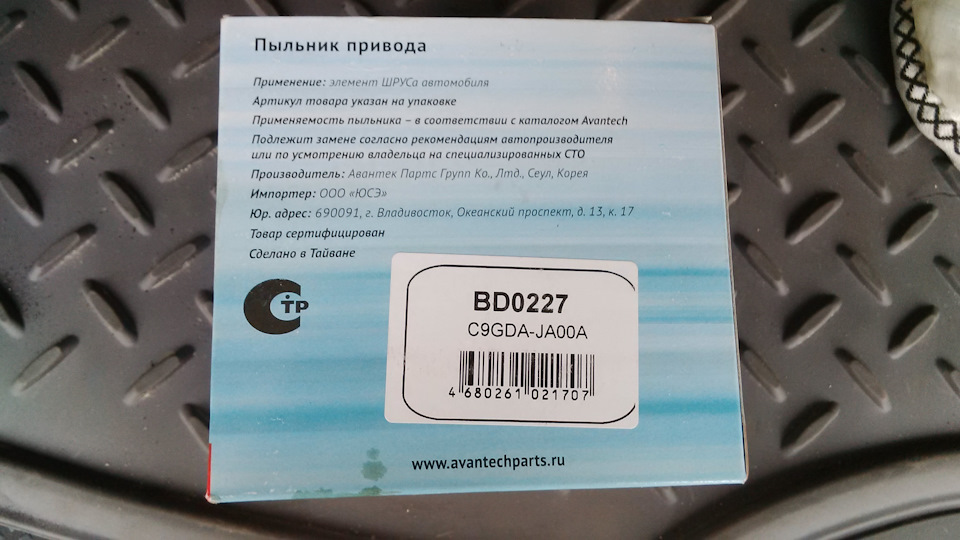 Пыльник привода
Применение: элемент ШРУСа автомобиля
Артикул товара указан на упаковке
Применяемость пыльника – в соответствии с каталогом Avantech
Подлежит замене согласно рекомендациям автопроизводителя
или по усмотрению владельца на специализированных СТО
Производитель: Авантек Партс Групп Ко., Лтд., Сеул, Корея
Импортер: ООО «ЮСЭ»
Юр. адрес: 690091, г. Владивосток, Океанский проспект, д. 13, к. 17
Товар сертифицирован
Сделано в Тайване
СТР
BD0227
C9GDA-JA00A
4 680261 021707
www.avantechparts.ru